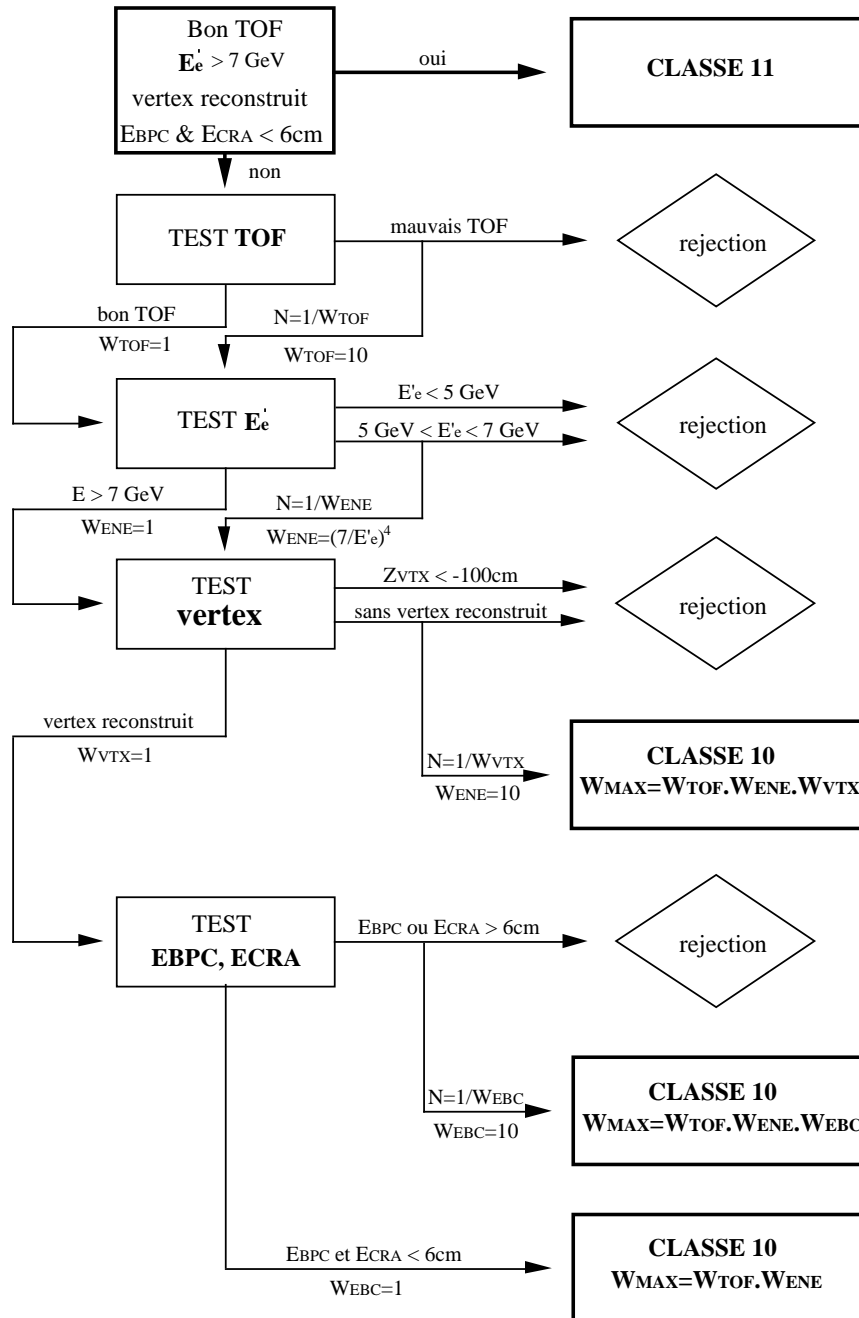 Bon TOF
E'e > 7 GeV
vertex reconstruit
EBPC & ECRA < 6cm
oui
CLASSE 11
non
TEST TOF
mauvais TOF
rejection
bon TOF
WTOF=1
N=1/WTOF
WTOF=10
TEST E'e
E'e < 5 GeV
5 GeV < E'e < 7 GeV
rejection
E > 7 GeV
WENE=1
N=1/WENE
WENE=(7/E'e)^4
TEST
vertex
ZVTX < -100cm
sans vertex reconstruit
rejection
vertex reconstruit
WVTX=1
N=1/WVTX
WENE=10
CLASSE 10
WMAX=WTOF.WENE.WVTX
TEST
EBPC, ECRA
EBPC ou ECRA > 6cm
rejection
N=1/WEBC
WEBC=10
CLASSE 10
WMAX=WTOF.WENE.WEBC
EBPC et ECRA < 6cm
WEBC=1
CLASSE 10
WMAX=WTOF.WENE